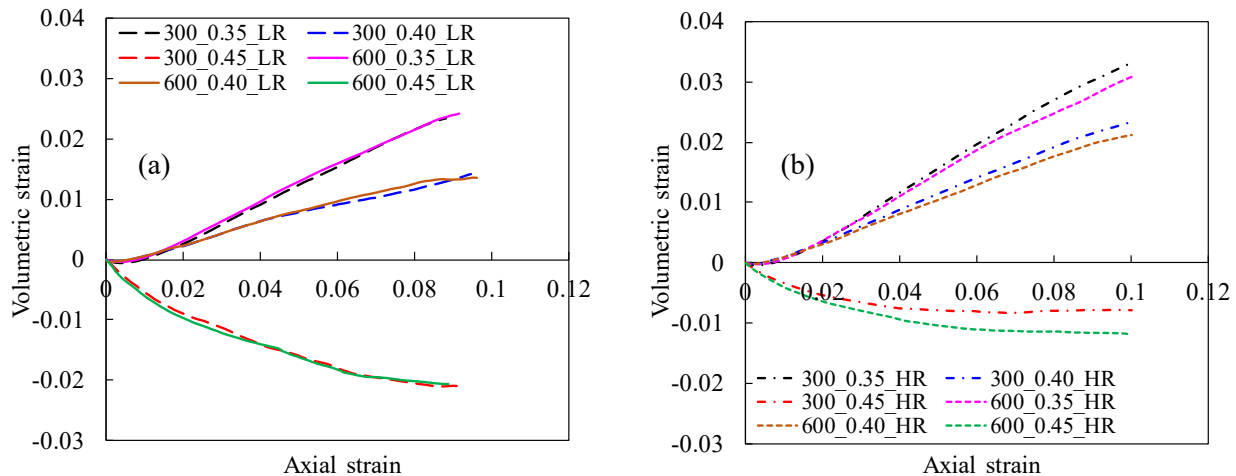 0.04
0.03
0.02
0.01
0
-0.01
-0.02
-0.03
Volumetric strain
300_0.35_LR 300_0.40_LR
300_0.45_LR 600_0.35_LR
600_0.40_LR 600_0.45_LR
(a)
0 0.02 0.04 0.06 0.08 0.1 0.12
Axial strain
0.04
0.03
0.02
0.01
0
-0.01
-0.02
-0.03
Volumetric strain
(b)
0 0.02 0.04 0.06 0.08 0.1 0.12
300_0.35_HR 300_0.40_HR
300_0.45_HR 600_0.35_HR
600_0.40_HR 600_0.45_HR
Axial strain